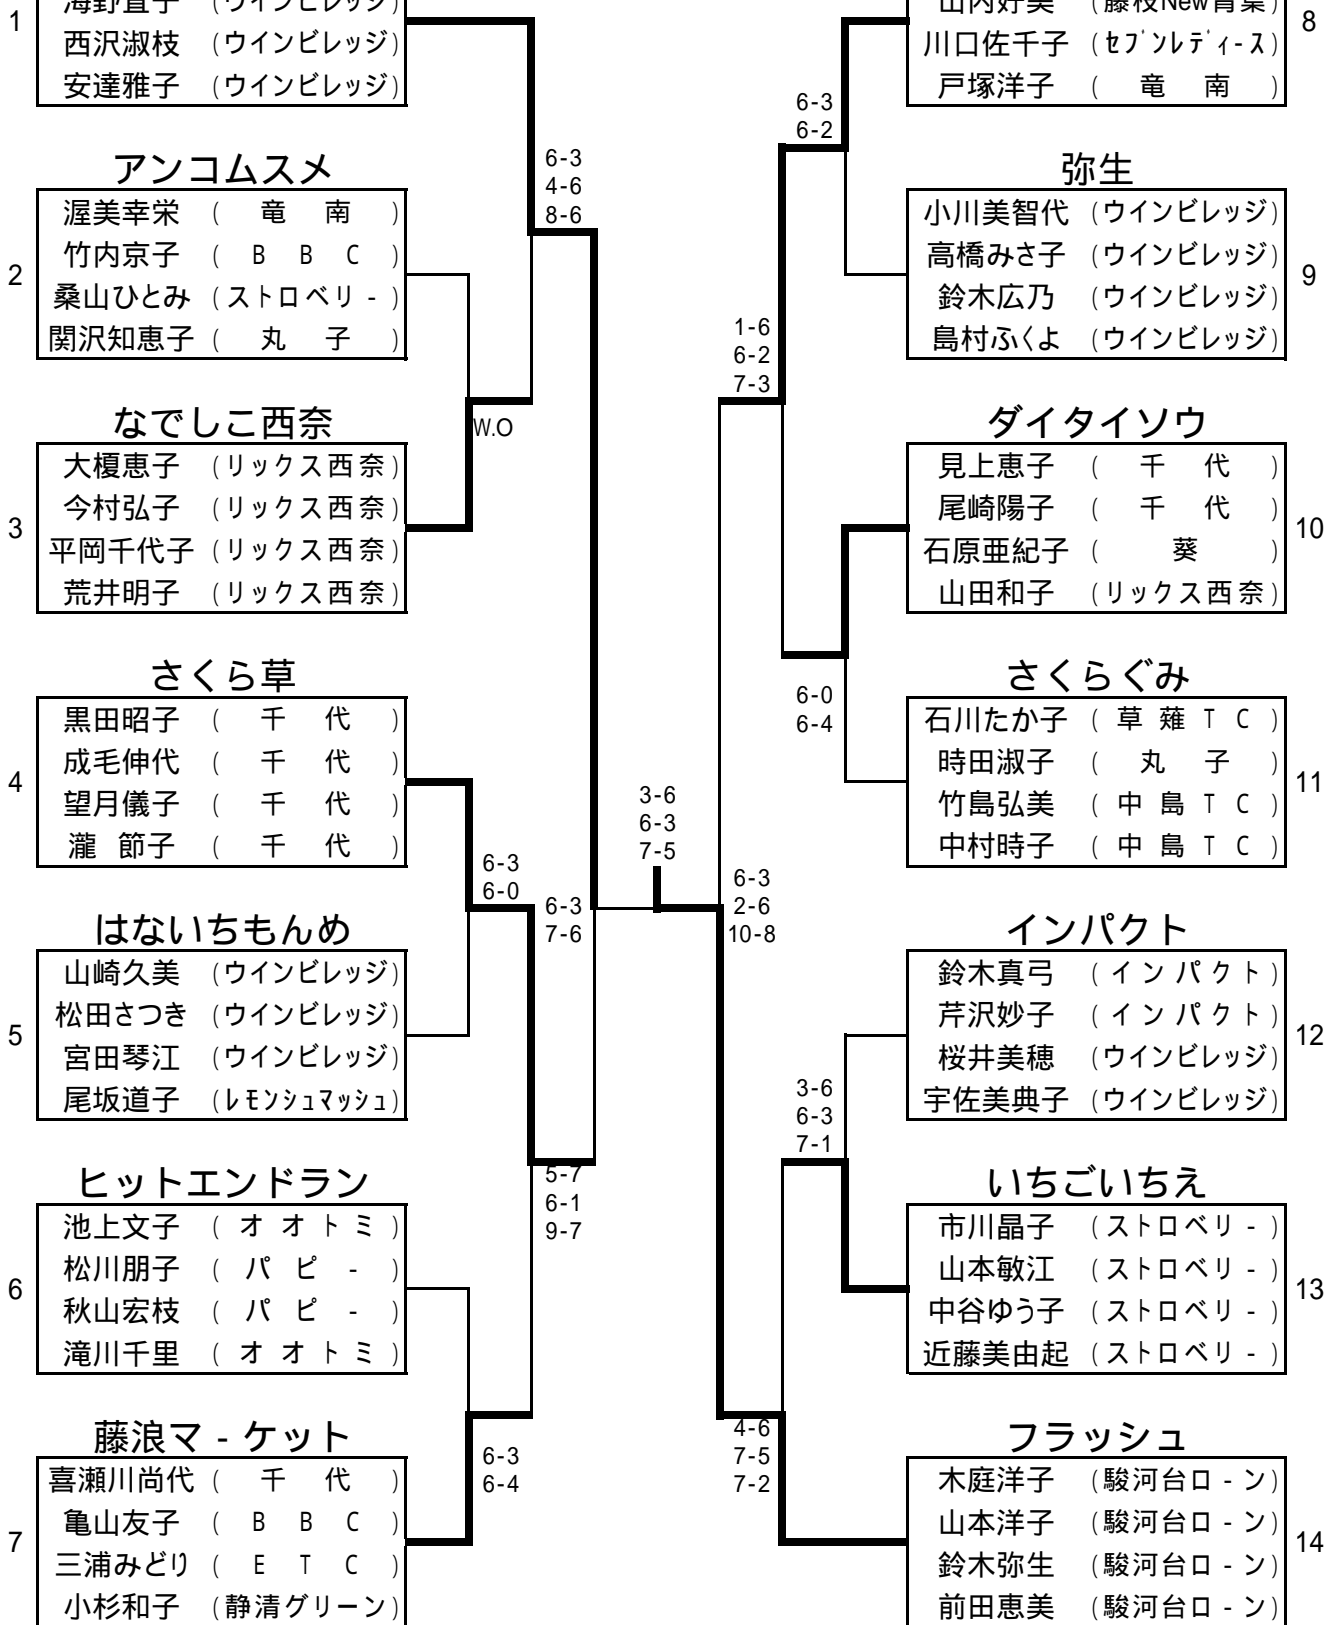 1
海野宜子 (ウインビレッジ)
西沢淑枝 (ウインビレッジ)
安達雅子 (ウインビレッジ)
アンコムスメ
2
渥美幸栄 ( 竜 南 )
竹内京子 ( B B C )
桑山ひとみ (ストロベリ - )
関沢知恵子 ( 丸 子 )
なでしこ西奈
3
大榎恵子 (リックス西奈)
今村弘子 (リックス西奈)
平岡千代子 (リックス西奈)
荒井明子 (リックス西奈)
さくら草
4
黒田昭子 ( 千 代 )
成毛伸代 ( 千 代 )
望月儀子 ( 千 代 )
瀧 節子 ( 千 代 )
はないちもんめ
5
山崎久美 (ウインビレッジ)
松田さつき (ウインビレッジ)
宮田琴江 (ウインビレッジ)
尾坂道子 (レモンシュマッシュ)
ヒットエンドラン
6
池上文子 ( オオトミ )
松川朋子 ( パ ピ - )
秋山宏枝 ( パ ピ - )
滝川千里 ( オオトミ )
藤浪マ - ケット
7
喜瀬川尚代 ( 千 代 )
亀山友子 ( B B C )
三浦みどり ( E T C )
小杉和子 (静清グリーン)
6-3
4-6
8-6
W.O
6-3
6-0
6-3
7-6
5-7
6-1
9-7
6-3
6-4
3-6
6-3
7-5
6-3
6-2
1-6
6-2
7-3
6-0
6-4
6-3
2-6
10-8
3-6
6-3
7-1
4-6
7-5
7-2
8
山内好美 (藤枝New青葉)
川口佐千子 (セブンレディ-ス)
戸塚洋子 ( 竜 南 )
弥生
9
小川美智代 (ウインビレッジ)
高橋みさ子 (ウインビレッジ)
鈴木広乃 (ウインビレッジ)
島村ふくよ (ウインビレッジ)
ダイタイソウ
10
見上恵子 ( 千 代 )
尾崎陽子 ( 千 代 )
石原亜紀子 ( 葵 )
山田和子 (リックス西奈)
さくらぐみ
11
石川たか子 ( 草薙TC )
時田淑子 ( 丸 子 )
竹島弘美 ( 中島TC )
中村時子 ( 中島TC )
インパクト
12
鈴木真弓 (インパクト)
芹沢妙子 (インパクト)
桜井美穂 (ウインビレッジ)
宇佐美典子 (ウインビレッジ)
いちごいちえ
13
市川晶子 (ストロベリ - )
山本敏江 (ストロベリ - )
中谷ゆう子 (ストロベリ - )
近藤美由起 (ストロベリ - )
フラッシュ
14
木庭洋子 (駿河台ロ - ン)
山本洋子 (駿河台ロ - ン)
鈴木弥生 (駿河台ロ - ン)
前田恵美 (駿河台ロ - ン)